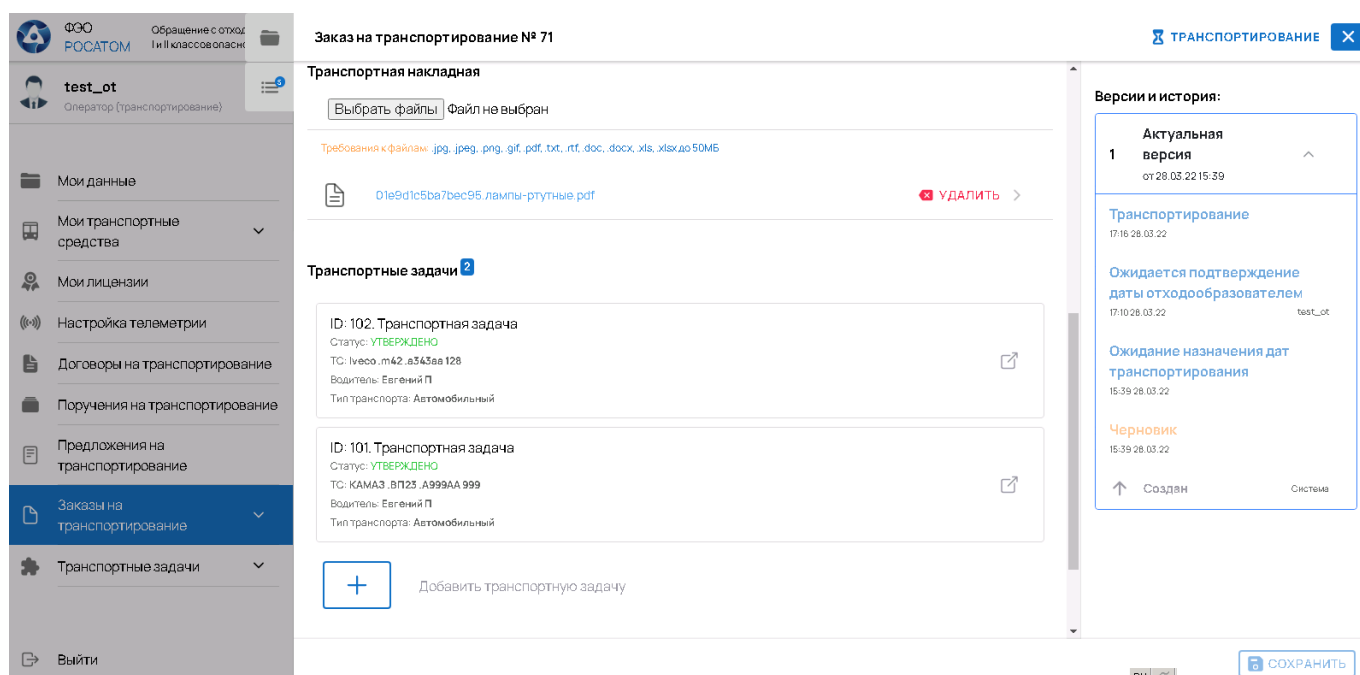 ФЭО
РОСАТОМ
Обращение с отход
I и II классов опасно
test_ot
Оператор (транспортирование)
5
Мои данные
Мои транспортные
средства
Мои лицензии
Настройка телеметрии
Договоры на транспортирование
Поручения на транспортирование
Предложения на
транспортирование
Заказы на
транспортирование
Транспортные задачи
Выйти
Заказ на транспортирование № 71
ТРАНСПОРТИРОВАНИЕ
Транспортная накладная
Выбрать файлы Файл не выбран
Требования к файлам: .jpg, .jpeg, .png, .gif, .pdf, .txt, .rtf, .doc, .docx, .xls, .xlsx до 50МБ
01e9d1c5ba7bec95.лампы-ртутные.pdf
УДАЛИТЬ
Транспортные задачи 2
ID: 102. Транспортная задача
Статус: УТВЕРЖДЕНО
ТС: Iveco .m42 .а343аа 128
Водитель: Евгений П
Тип транспорта: Автомобильный
ID: 101. Транспортная задача
Статус: УТВЕРЖДЕНО
ТС: КАМАЗ .ВП23 .А999АА 999
Водитель: Евгений П
Тип транспорта: Автомобильный
Добавить транспортную задачу
Версии и история:
1
Актуальная
версия
от 28.03.22 15:39
Транспортирование
17:16 28.03.22
Ожидается подтверждение
даты отходообразователем
17:10 28.03.22 test_ot
Ожидание назначения дат
транспортирования
15:39 28.03.22
Черновик
15:39 28.03.22
Создан Система
СОХРАНИТЬ